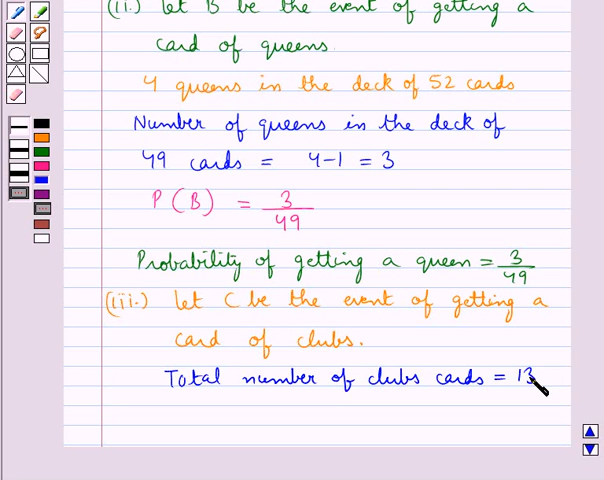 (ii.) Let B be the event of getting a
card of queens.
4 queens in the deck of 52 cards
Number of queens in the deck of
49 cards = 4-1 = 3
P(B) = 3/49
Probability of getting a queen = 3/49
(iii.) Let C be the event of getting a
card of clubs.
Total number of clubs cards = 13